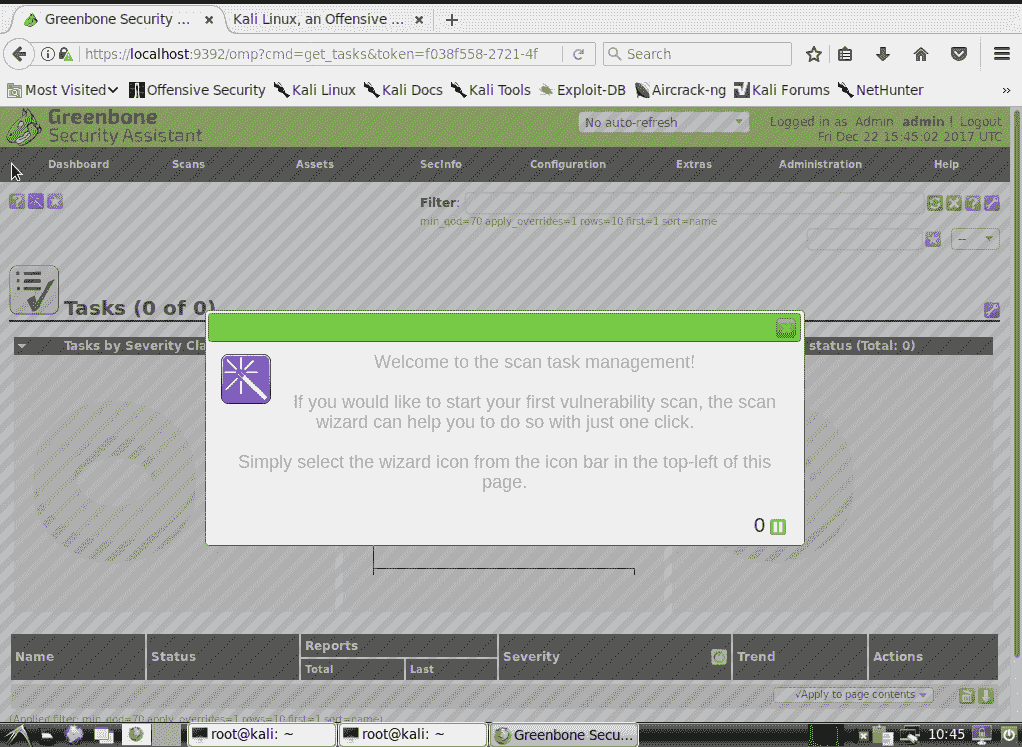 Greenbone Security ... × Kali Linux, an Offensive ... × +
https://localhost:9392/omp?cmd=get_tasks&token=f038f558-2721-4f Search
Most Visited Offensive Security Kali Linux Kali Docs Kali Tools Exploit-DB Aircrack-ng Kali Forums NetHunter »
Greenbone
Security Assistant
No auto-refresh
Logged in as Admin admin ! Logout
Fri Dec 22 15:45:02 2017 UTC
Dashboard Scans Assets SecInfo Configuration Extras Administration Help
Filter:
min_qod=70 apply_overrides=1 rows=10 first=1 sort=name
--
Tasks (0 of 0)
Tasks by Severity Cla
status (Total: 0)
Welcome to the scan task management!
If you would like to start your first vulnerability scan, the scan
wizard can help you to do so with just one click.
Simply select the wizard icon from the icon bar in the top-left of this
page.
0
Name Status Reports Severity Trend Actions
Total Last
√Apply to page contents
(Applied filter: min_qod=70 apply_overrides=1 rows=10 first=1 sort=name)
root@kali: ~ root@kali: ~ Greenbone Secu... 10:45